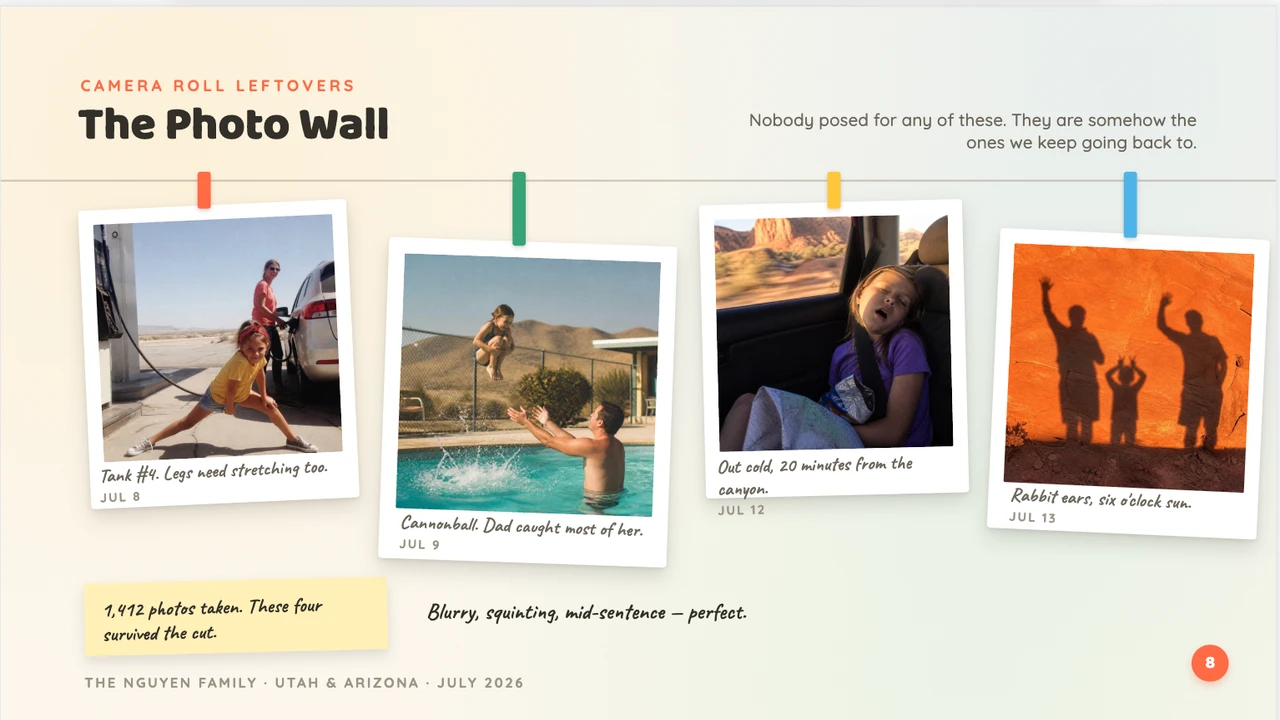 CAMERA ROLL LEFTOVERS
The Photo Wall
Nobody posed for any of these. They are somehow the
ones we keep going back to.
Tank #4. Legs need stretching too.
JUL 8
Cannonball. Dad caught most of her.
JUL 9
Out cold, 20 minutes from the
canyon.
JUL 12
Rabbit ears, six o'clock sun.
JUL 13
1,412 photos taken. These four
survived the cut.
Blurry, squinting, mid-sentence — perfect.
THE NGUYEN FAMILY · UTAH & ARIZONA · JULY 2026
8